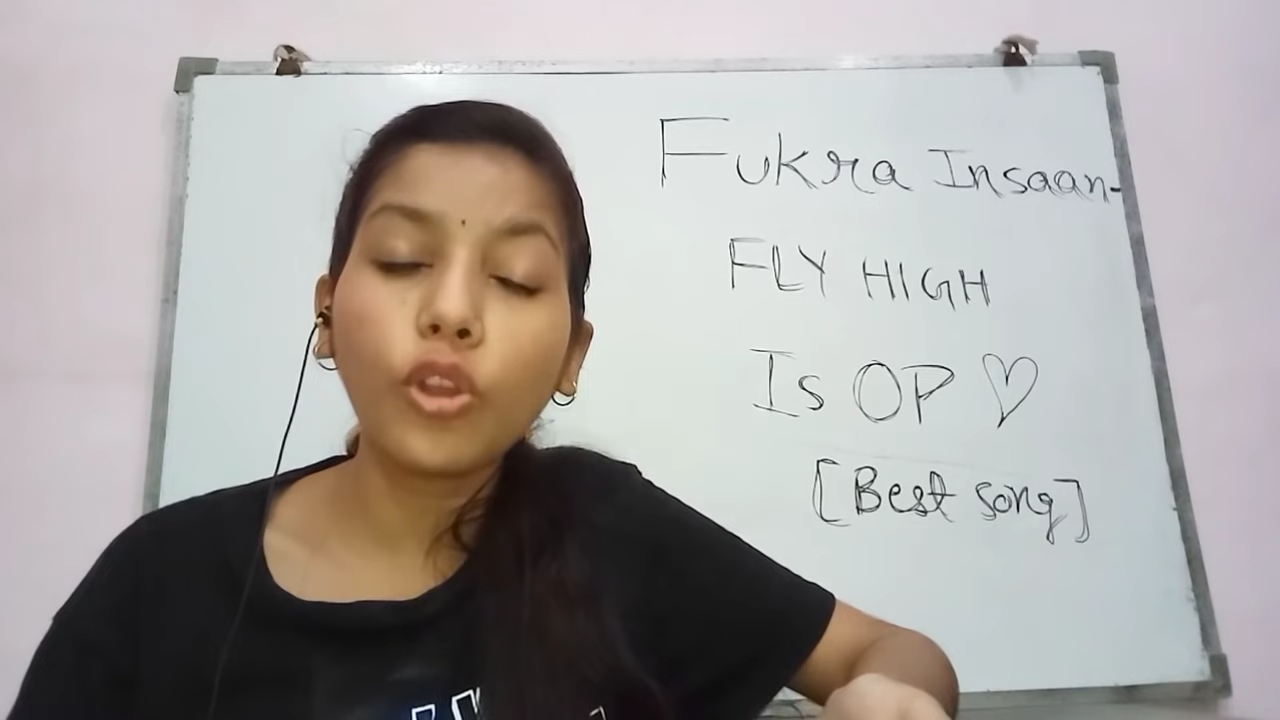 Fukra Insaan-
FLY HIGH
Is OP ♡
[Best song]